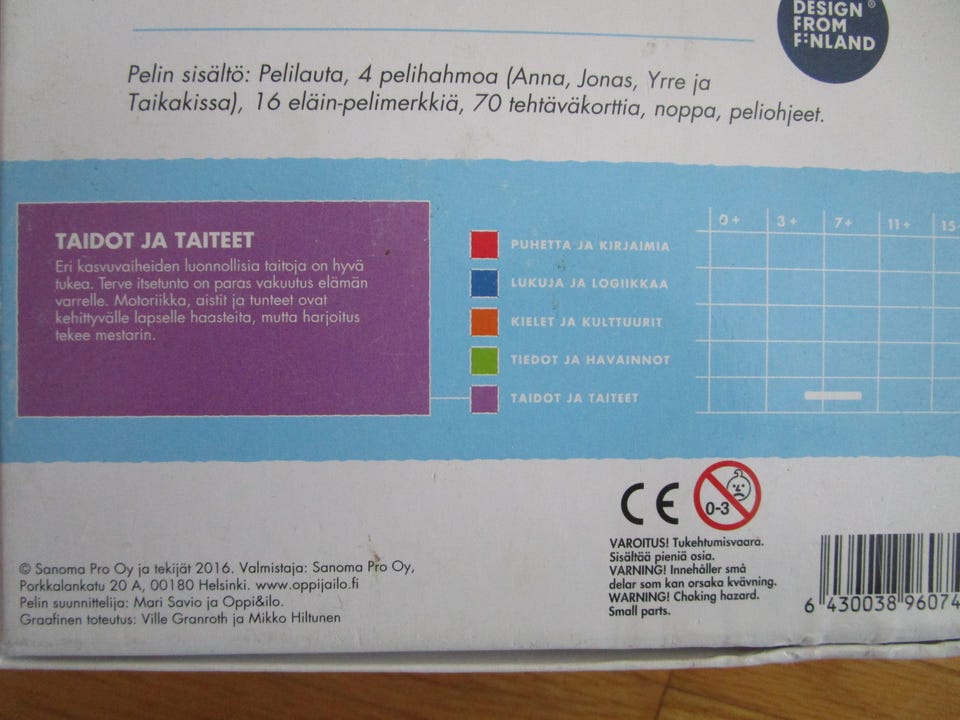 DESIGN ®
FROM
FINLAND
Pelin sisältö: Pelilauta, 4 pelihahmoa (Anna, Jonas, Yrre ja
Taikakissa), 16 eläin-pelimerkkiä, 70 tehtäväkorttia, noppa, peliohjeet.
TAIDOT JA TAITEET
Eri kasvuvaiheiden luonnollisia taitoja on hyvä
tukea. Terve itsetunto on paras vakuutus elämän
varrelle. Motoriikka, aistit ja tunteet ovat
kehittyvälle lapselle haasteita, mutta harjoitus
tekee mestarin.
0+ 3+ 7+ 11+ 15
PUHETTA JA KIRJAIMIA
LUKUJA JA LOGIIKKAA
KIELET JA KULTTUURIT
TIEDOT JA HAVAINNOT
TAIDOT JA TAITEET
CE
0-3
VAROITUS! Tukehtumisvaara.
Sisältää pieniä osia.
VARNING! Innehåller små
delar som kan orsaka kvävning.
WARNING! Choking hazard.
Small parts.
6 430038 96074
© Sanoma Pro Oy ja tekijät 2016. Valmistaja: Sanoma Pro Oy,
Porkkalankatu 20 A, 00180 Helsinki. www.oppijailo.fi
Pelin suunnittelija: Mari Savio ja Oppi&ilo.
Graafinen toteutus: Ville Granroth ja Mikko Hiltunen